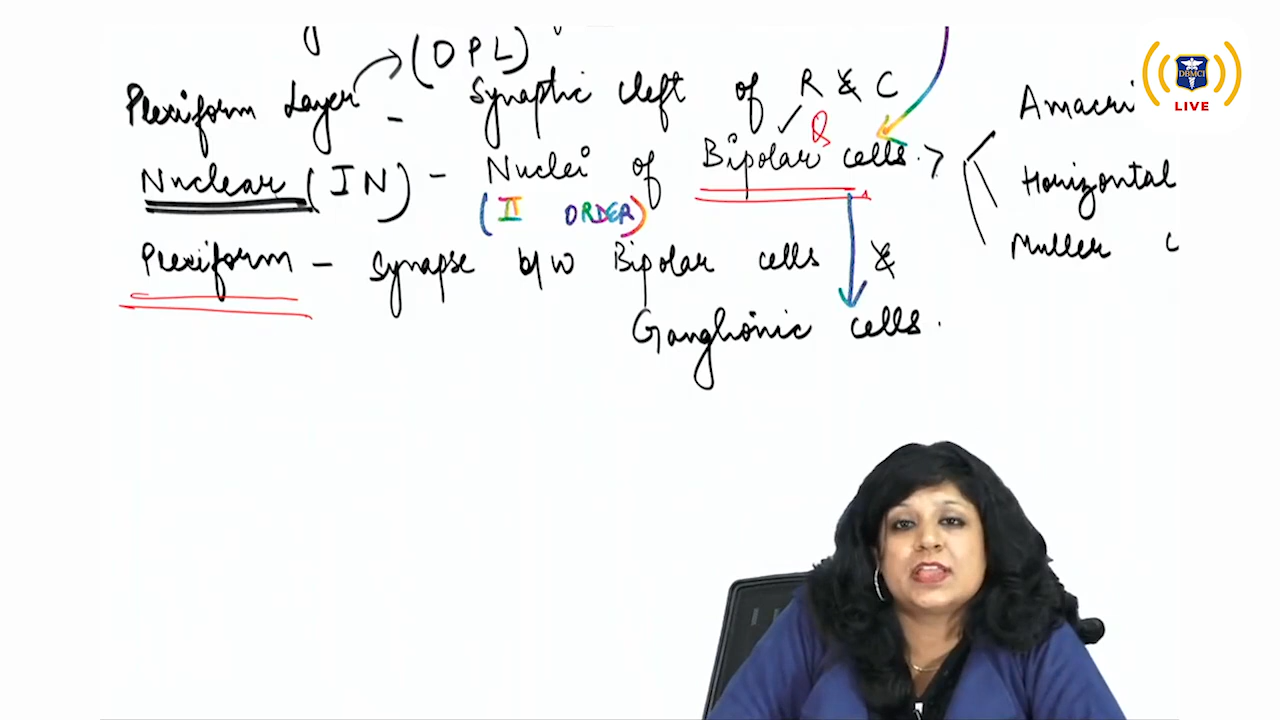 (OPL)
Plexiform Layer - Synaptic cleft of R & C
Nuclear (IN) - Nuclei of Bipolar cells. > Amacri
(II ORDER)
Horizontal
Muller C
Plexiform - Synapse b/w Bipolar cells &
Ganglionic cells.
DBMCI
LIVE